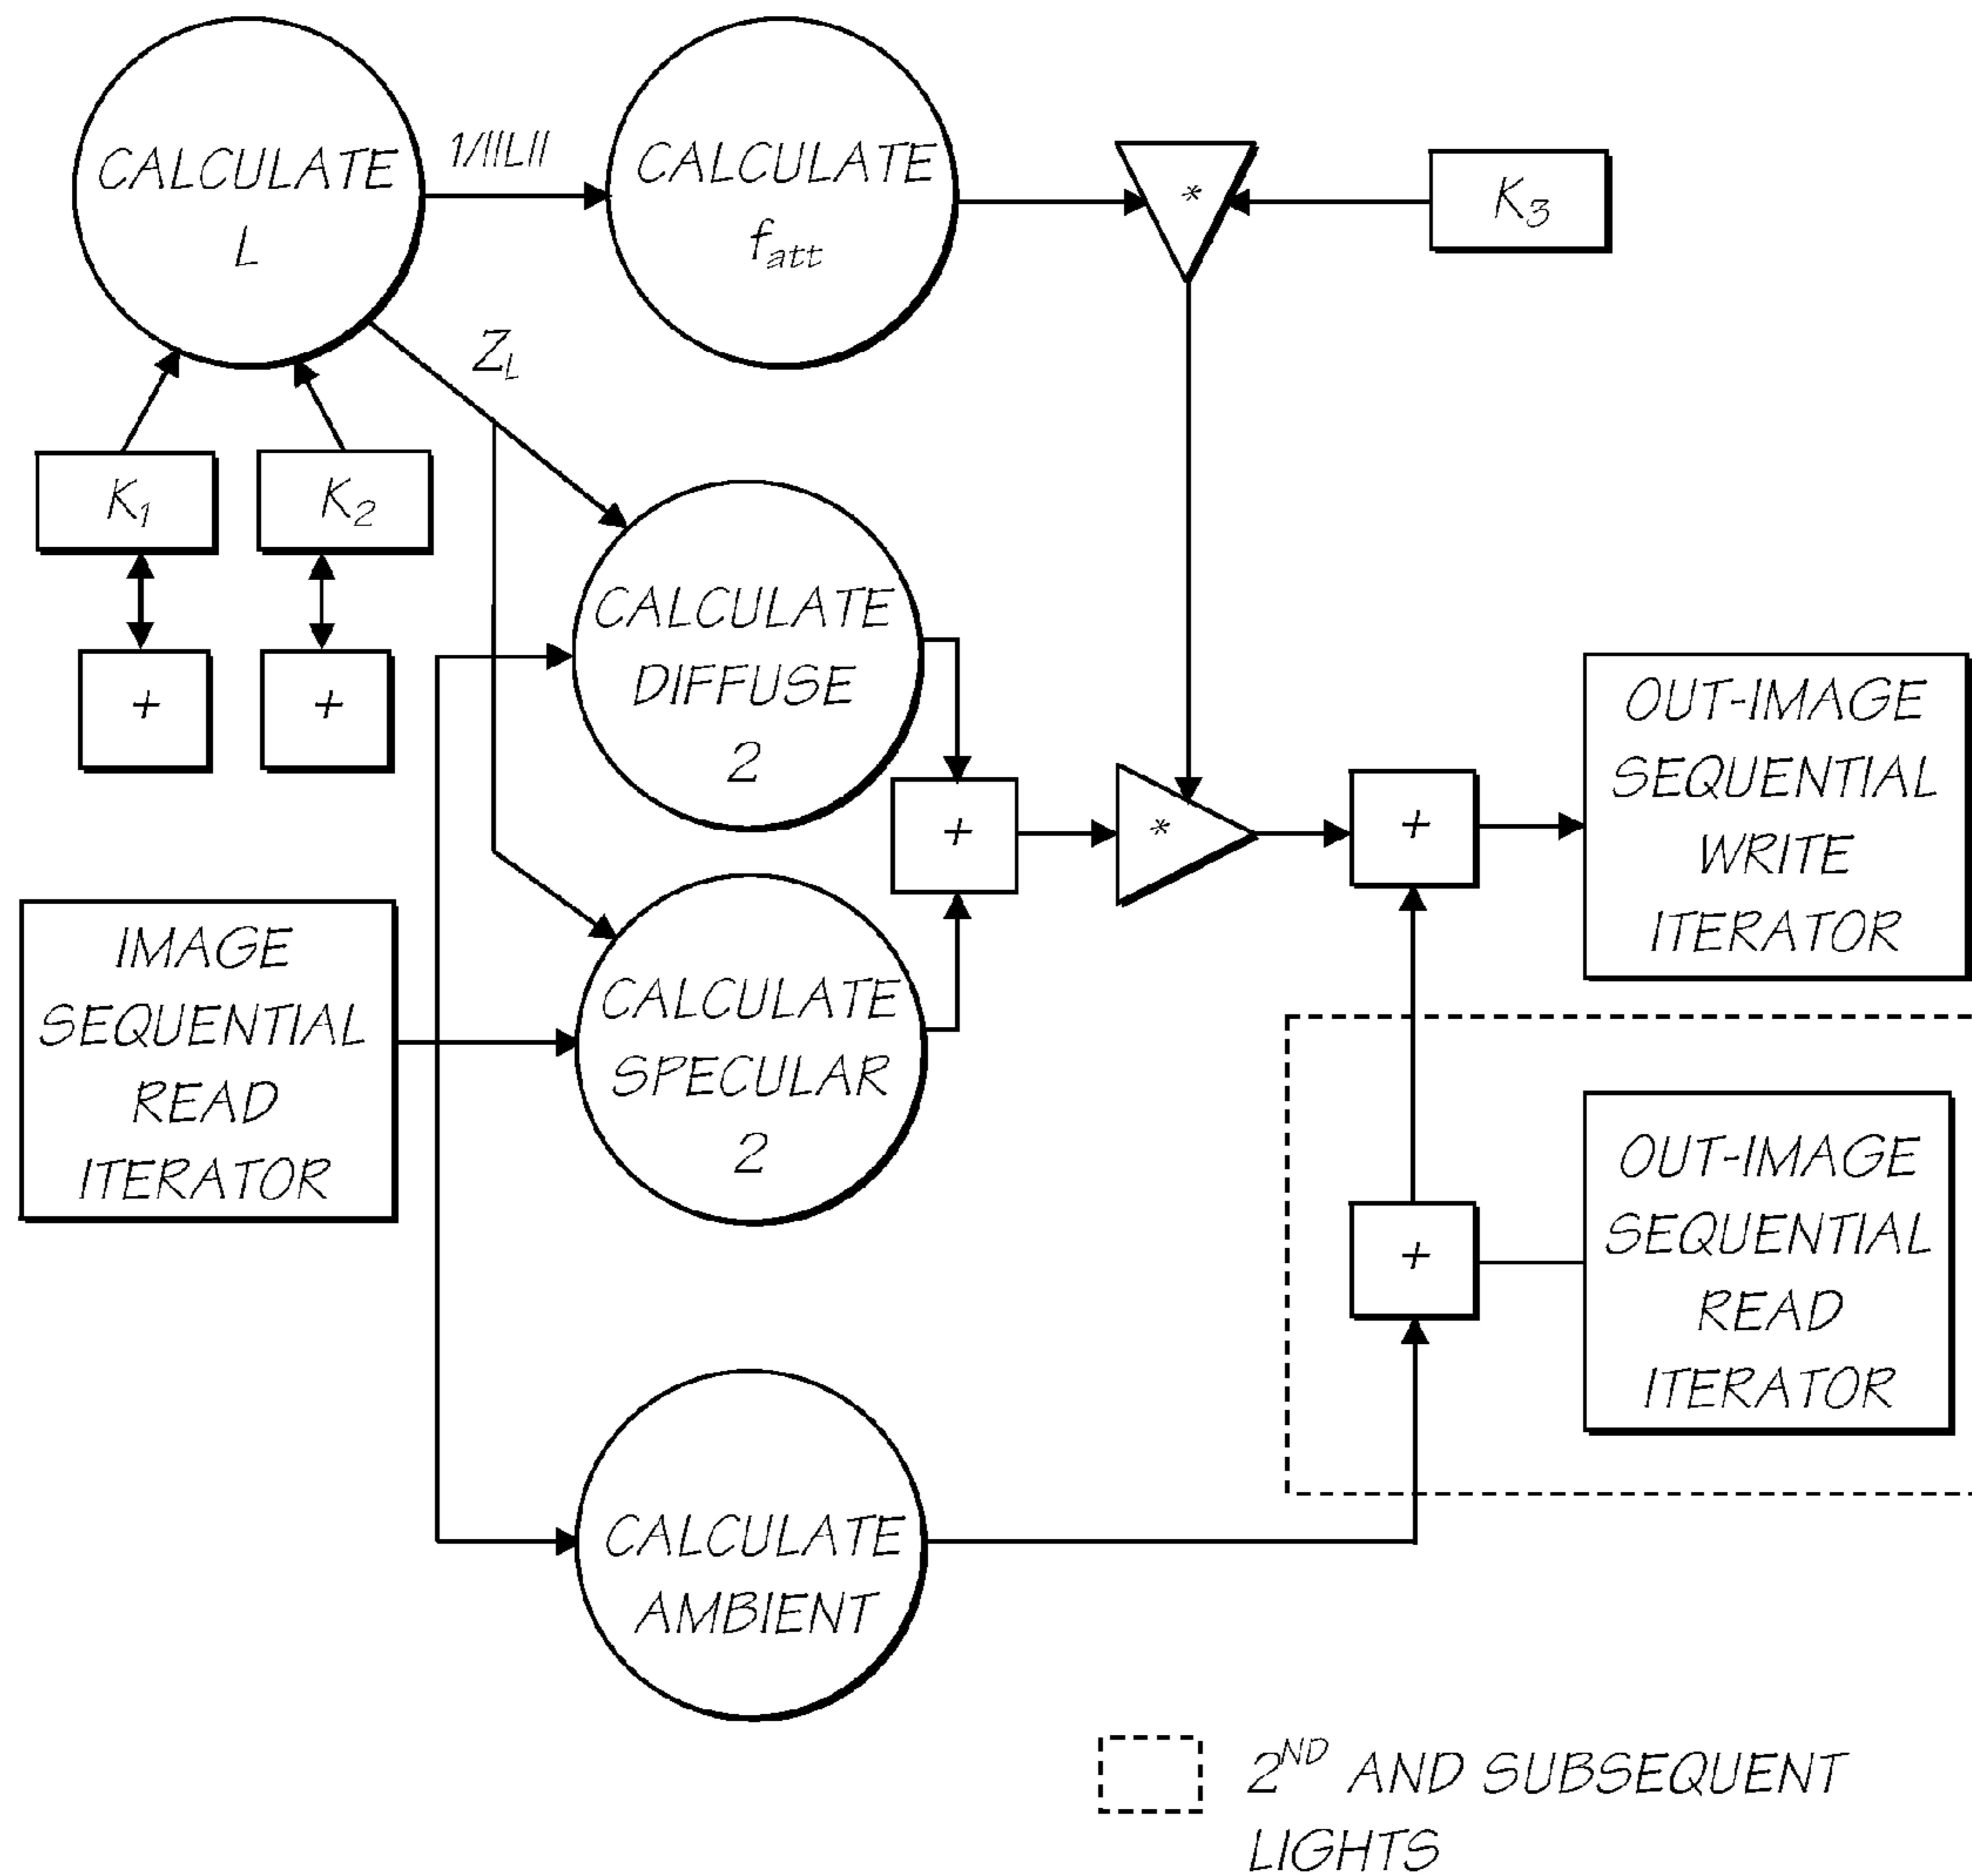 CALCULATE
L
1/||L||
CALCULATE
f_att
*
K₃
Z_L
K₁
K₂
+
+
CALCULATE
DIFFUSE
2
+
*
+
OUT-IMAGE
SEQUENTIAL
WRITE
ITERATOR
IMAGE
SEQUENTIAL
READ
ITERATOR
CALCULATE
SPECULAR
2
+
OUT-IMAGE
SEQUENTIAL
READ
ITERATOR
CALCULATE
AMBIENT
2ND AND SUBSEQUENT
LIGHTS